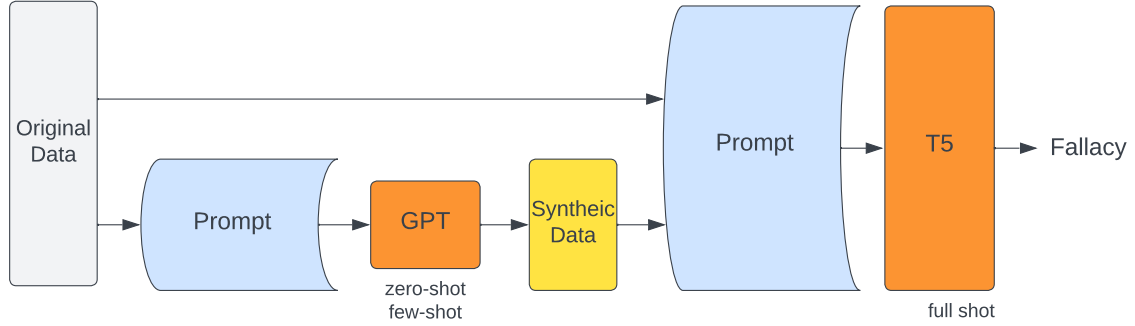 Original
Data
Prompt
GPT
zero-shot
few-shot
Syntheic
Data
Prompt
T5
full shot
Fallacy